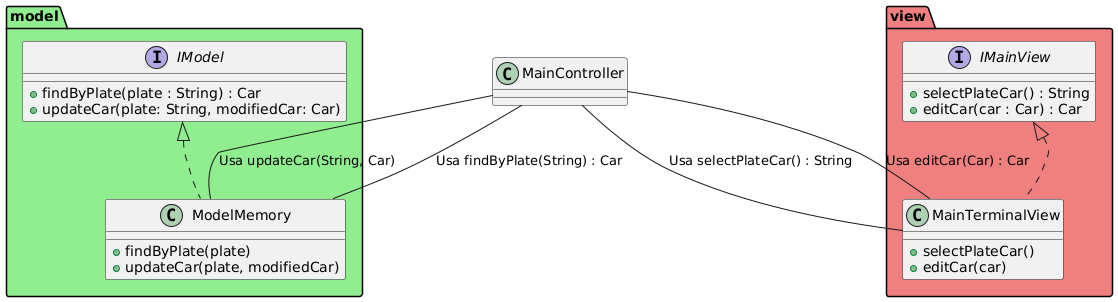 model
I IModel
findByPlate(plate : String) : Car
updateCar(plate: String, modifiedCar: Car)
C MainController
view
I IMainView
selectPlateCar() : String
editCar(car : Car) : Car
Usa updateCar(String, Car)
Usa findByPlate(String) : Car
Usa selectPlateCar() : String
Usa editCar(Car) : Car
C ModelMemory
findByPlate(plate)
updateCar(plate, modifiedCar)
C MainTerminalView
selectPlateCar()
editCar(car)